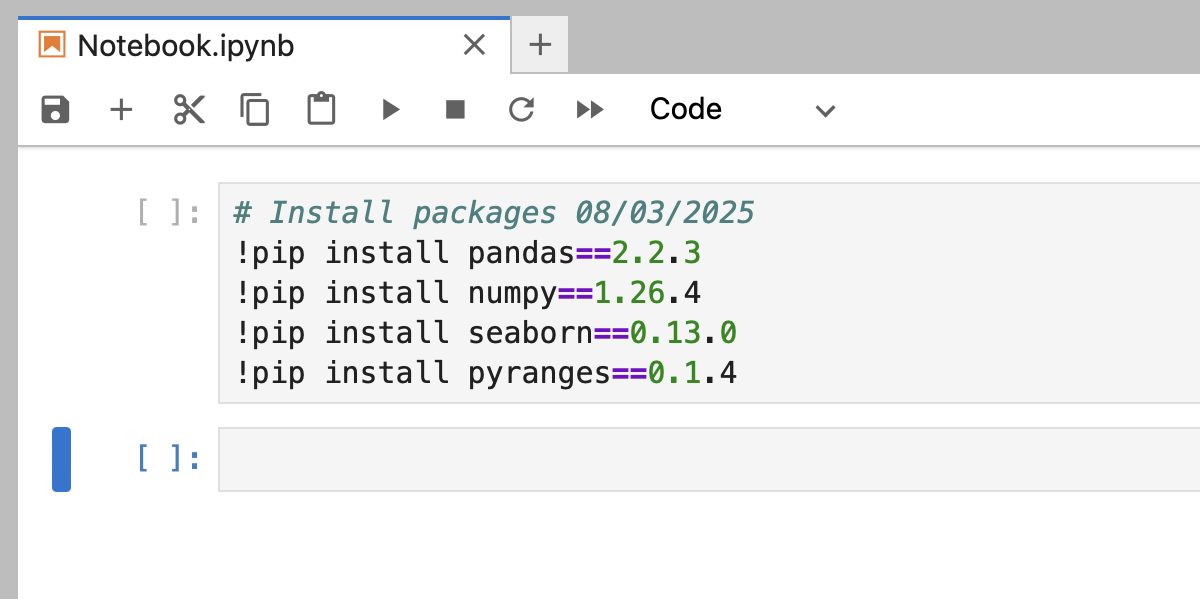 Notebook.ipynb
Code
[ ]:
# Install packages 08/03/2025
!pip install pandas==2.2.3
!pip install numpy==1.26.4
!pip install seaborn==0.13.0
!pip install pyranges==0.1.4
[ ]: